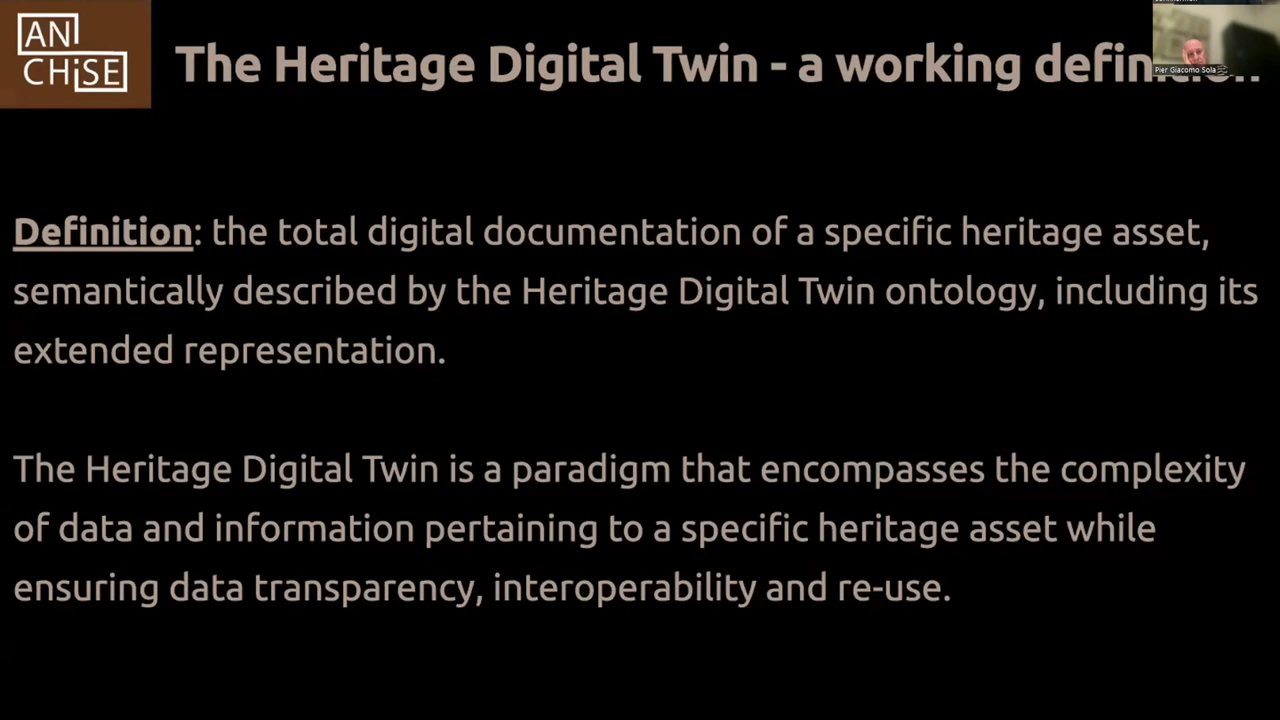 AN
CHiSE
The Heritage Digital Twin - a working definition
Pier Giacomo Sola
Definition: the total digital documentation of a specific heritage asset,
semantically described by the Heritage Digital Twin ontology, including its
extended representation.
The Heritage Digital Twin is a paradigm that encompasses the complexity
of data and information pertaining to a specific heritage asset while
ensuring data transparency, interoperability and re-use.